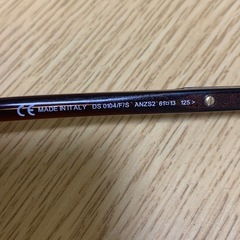 CE MADE IN ITALY DS 0104/F/S ANZS2 61□13 125 >